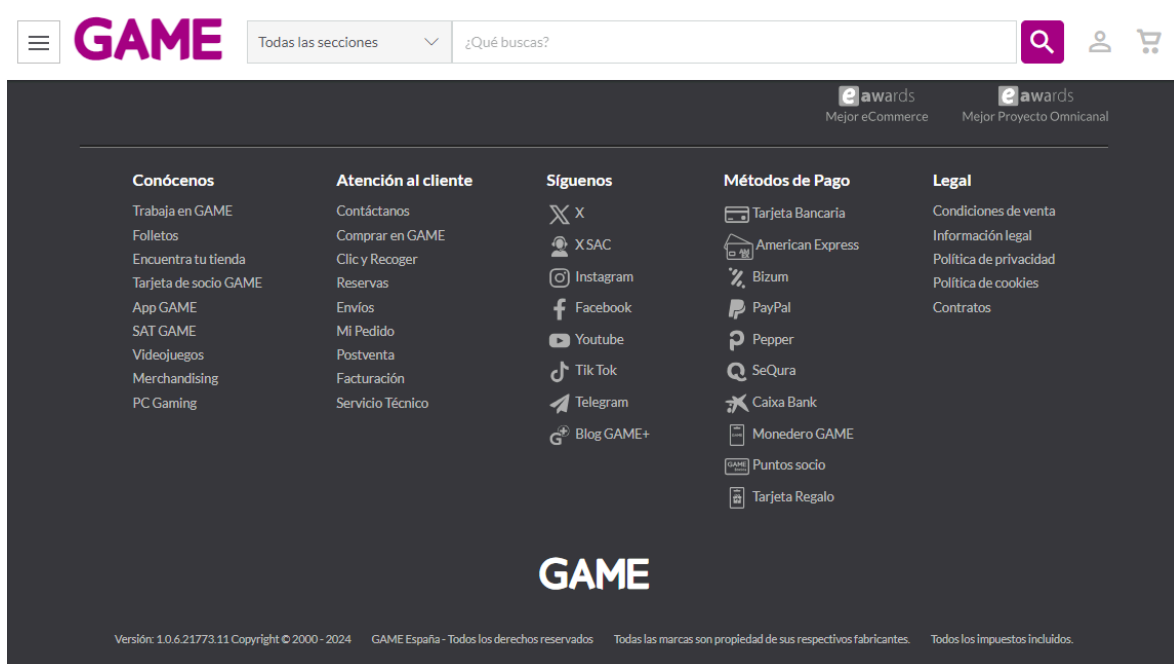 GAME
Todas las secciones
¿Qué buscas?
e awards
Mejor eCommerce
e awards
Mejor Proyecto Omnicanal
Conócenos
Trabaja en GAME
Folletos
Encuentra tu tienda
Tarjeta de socio GAME
App GAME
SAT GAME
Videojuegos
Merchandising
PC Gaming
Atención al cliente
Contáctanos
Comprar en GAME
Clic y Recoger
Reservas
Envíos
Mi Pedido
Postventa
Facturación
Servicio Técnico
Síguenos
X
X SAC
Instagram
Facebook
Youtube
Tik Tok
Telegram
Blog GAME+
Métodos de Pago
Tarjeta Bancaria
American Express
Bizum
PayPal
Pepper
SeQura
Caixa Bank
Monedero GAME
Puntos socio
Tarjeta Regalo
Legal
Condiciones de venta
Información legal
Política de privacidad
Política de cookies
Contratos
GAME
Versión: 1.0.6.21773.11 Copyright © 2000 - 2024 GAME España - Todos los derechos reservados Todas las marcas son propiedad de sus respectivos fabricantes. Todos los impuestos incluidos.